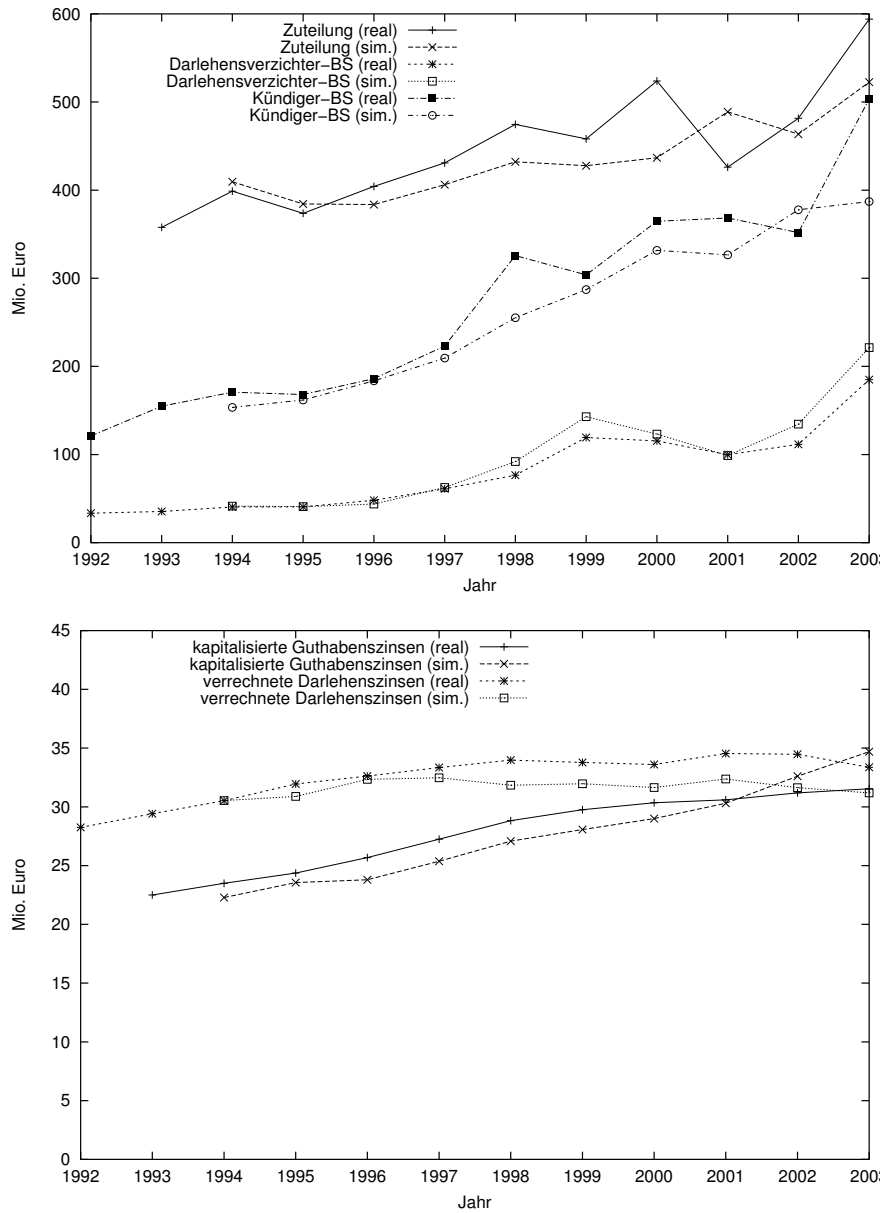 600
500
400
300
200
100
0
Mio. Euro
Zuteilung (real)
Zuteilung (sim.)
Darlehensverzichter−BS (real)
Darlehensverzichter−BS (sim.)
Kündiger−BS (real)
Kündiger−BS (sim.)
1992 1993 1994 1995 1996 1997 1998 1999 2000 2001 2002 2003
Jahr
45
40
35
30
25
20
15
10
5
0
Mio. Euro
kapitalisierte Guthabenszinsen (real)
kapitalisierte Guthabenszinsen (sim.)
verrechnete Darlehenszinsen (real)
verrechnete Darlehenszinsen (sim.)
1992 1993 1994 1995 1996 1997 1998 1999 2000 2001 2002 2003
Jahr